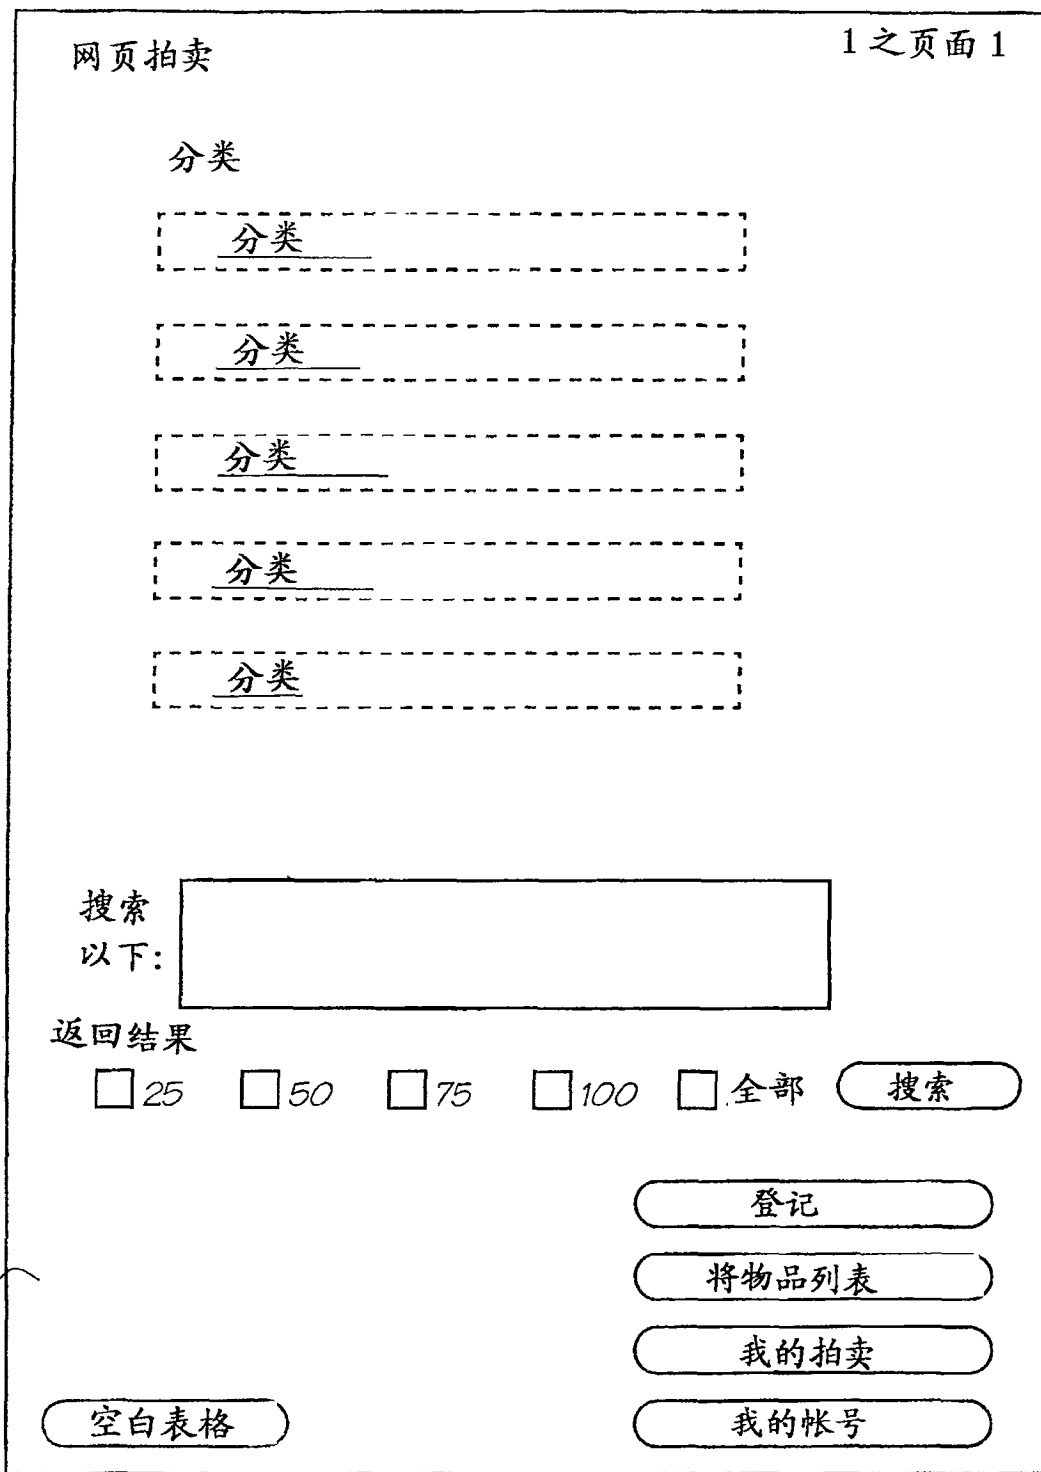 网页拍卖
1之页面1
分类
分类
分类
分类
分类
分类
搜索
以下:
返回结果
25 50 75 100 全部 搜索
登记
将物品列表
我的拍卖
空白表格 我的帐号